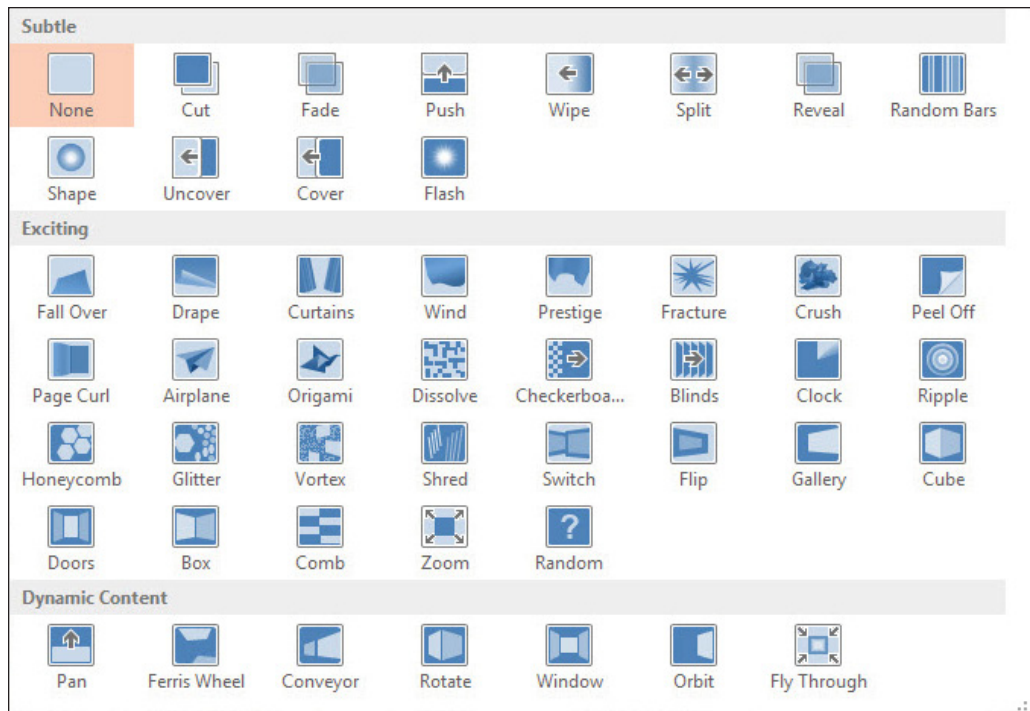 Subtle
None Cut Fade Push Wipe Split Reveal Random Bars
Shape Uncover Cover Flash
Exciting
Fall Over Drape Curtains Wind Prestige Fracture Crush Peel Off
Page Curl Airplane Origami Dissolve Checkerboa... Blinds Clock Ripple
Honeycomb Glitter Vortex Shred Switch Flip Gallery Cube
?
Doors Box Comb Zoom Random
Dynamic Content
Pan Ferris Wheel Conveyor Rotate Window Orbit Fly Through